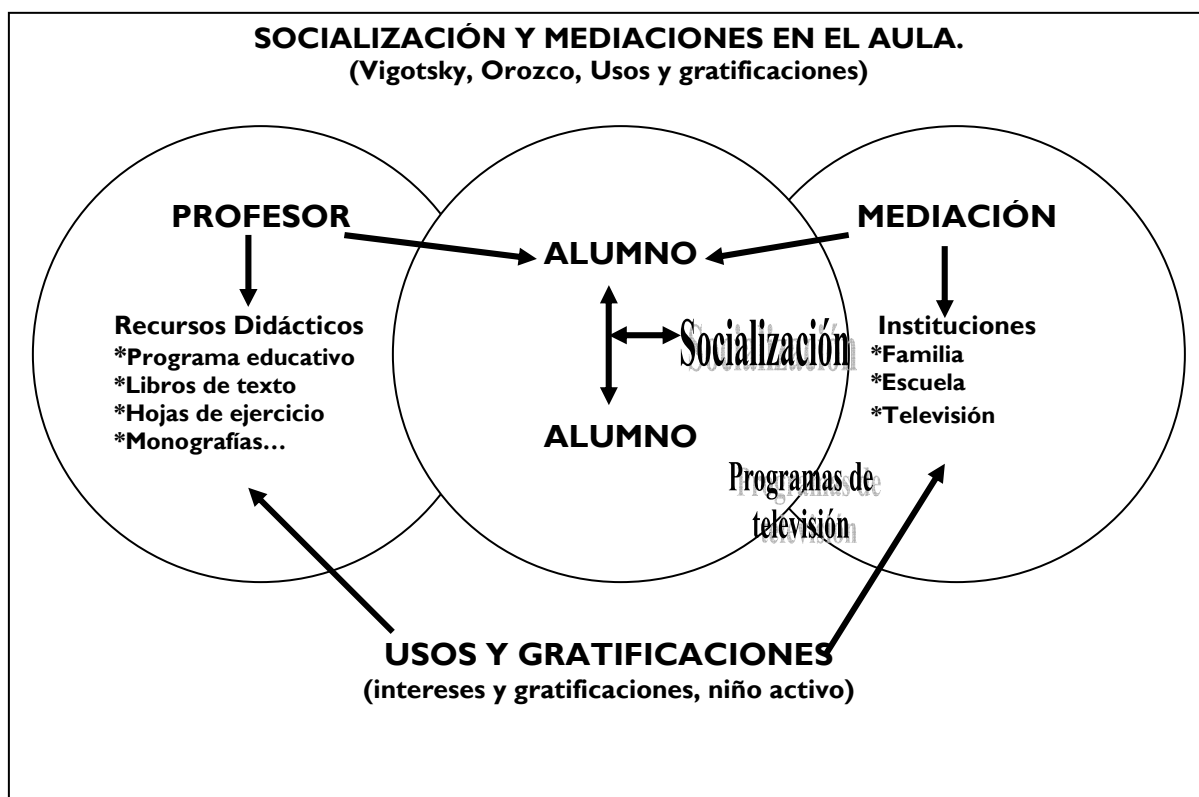 SOCIALIZACIÓN Y MEDIACIONES EN EL AULA.
(Vigotsky, Orozco, Usos y gratificaciones)
PROFESOR
Recursos Didácticos
*Programa educativo
*Libros de texto
*Hojas de ejercicio
*Monografías…
ALUMNO
Socialización
ALUMNO
Programas de
televisión
MEDIACIÓN
Instituciones
*Familia
*Escuela
*Televisión
USOS Y GRATIFICACIONES
(intereses y gratificaciones, niño activo)